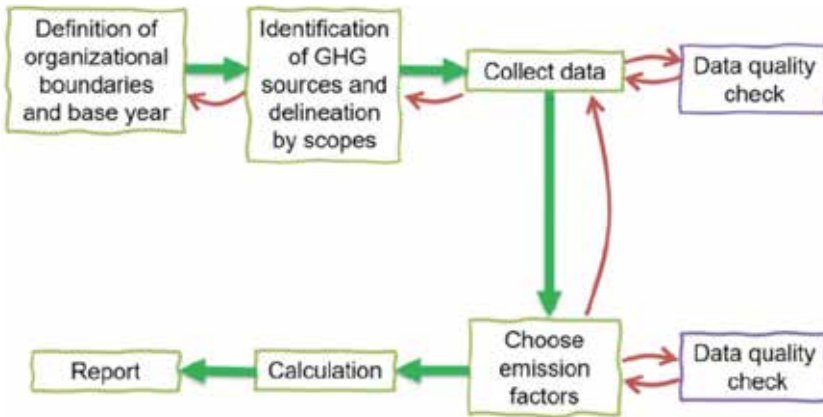 Definition of
organizational
boundaries
and base year
Identification
of GHG
sources and
delineation
by scopes
Collect data
Data quality
check
Choose
emission
factors
Data quality
check
Calculation
Report